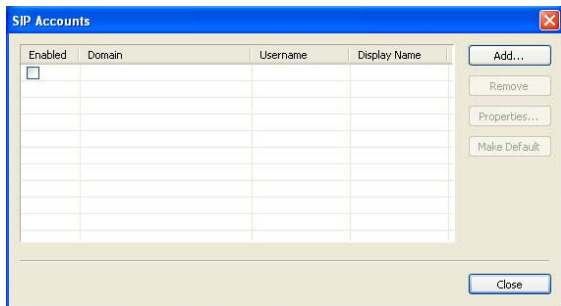 SIP Accounts
Enabled Domain Username Display Name
Add...
Remove
Properties...
Make Default
Close